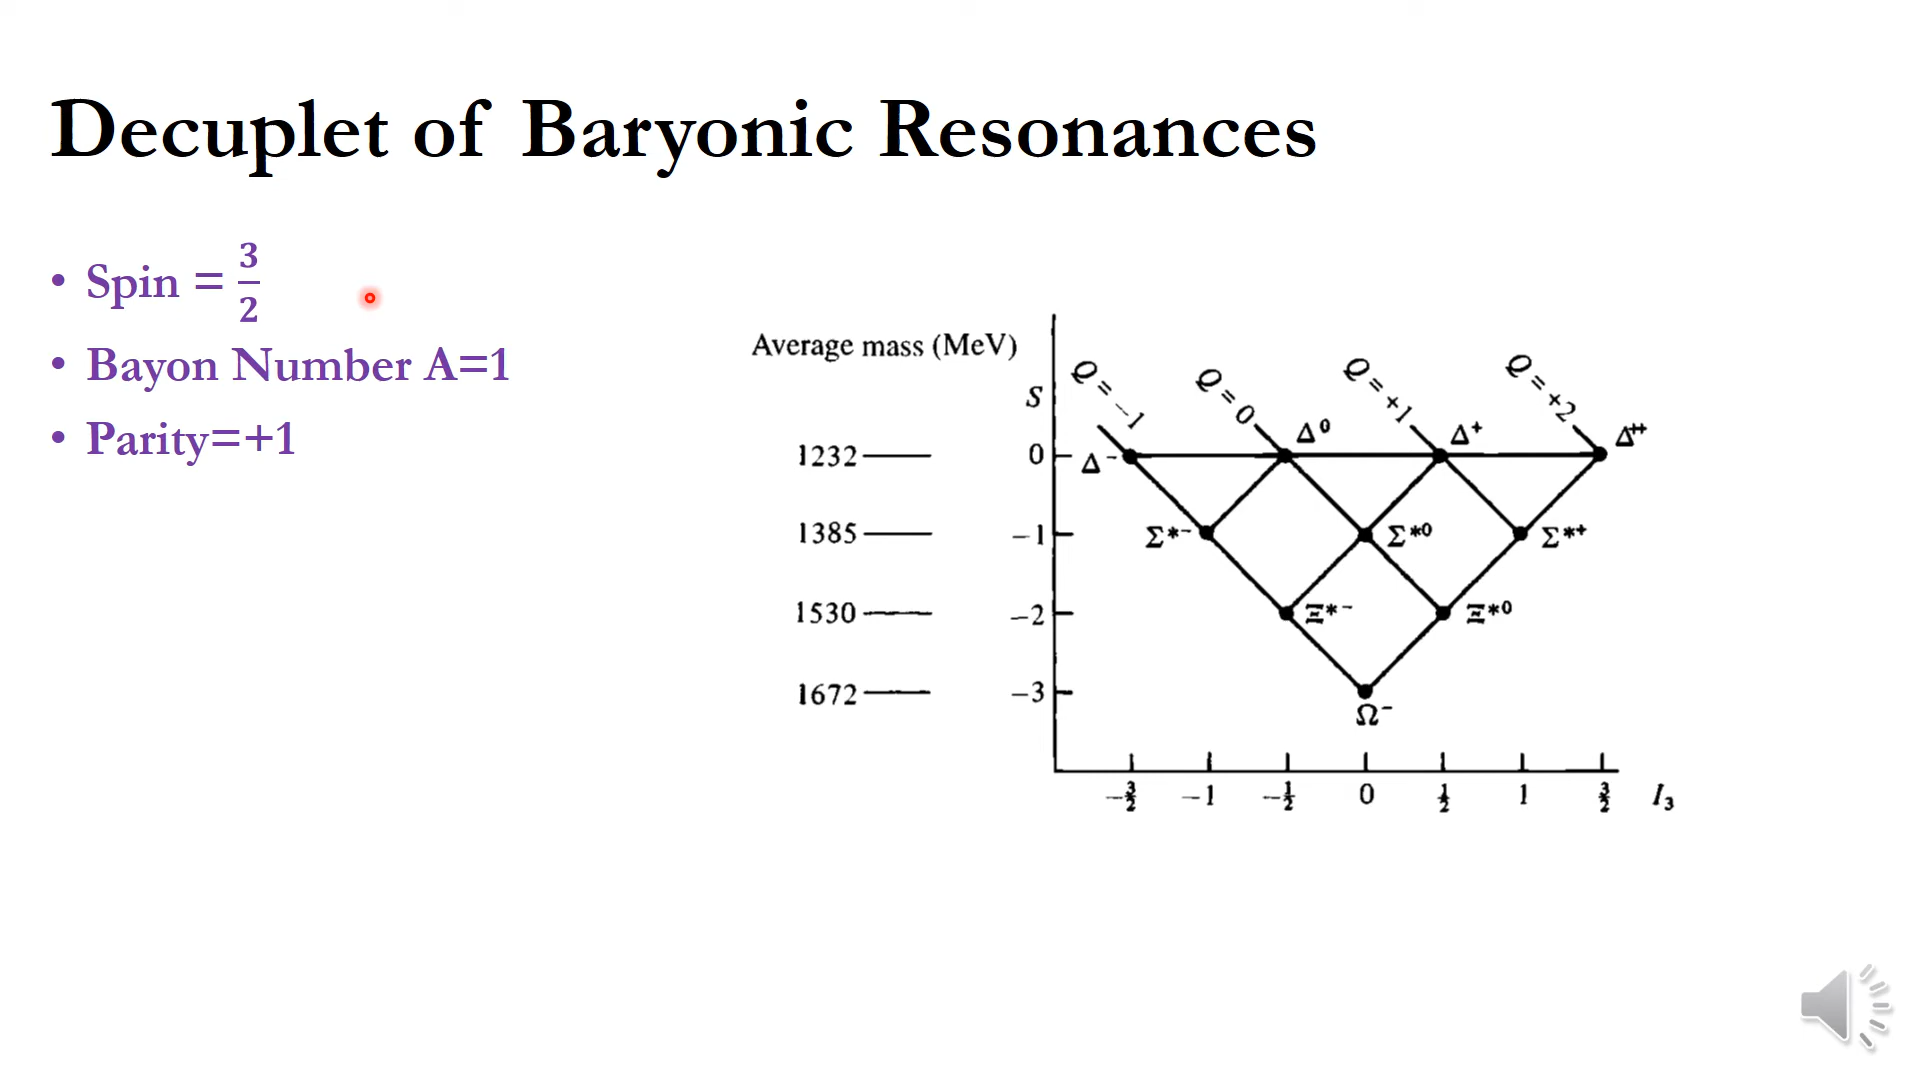 Decuplet of Baryonic Resonances
• Spin = 3/2
• Bayon Number A=1
• Parity=+1
Average mass (MeV)
S
Q = −1
Q = 0
Q = +1
Q = +2
1232
0
Δ⁻
Δ⁰
Δ⁺
Δ⁺⁺
1385
−1
Σ*⁻
Σ*⁰
Σ*⁺
1530
−2
Ξ*⁻
Ξ*⁰
1672
−3
Ω⁻
−3/2 −1 −1/2 0 1/2 1 3/2 I₃